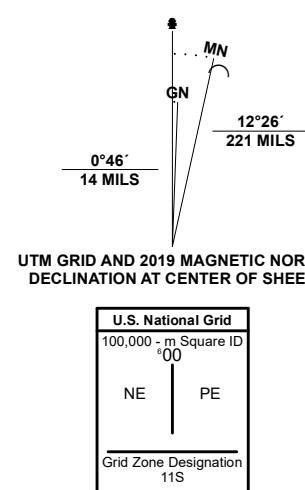 MN
GN
12°26´
221 MILS
0°46´
14 MILS
UTM GRID AND 2019 MAGNETIC NOR
DECLINATION AT CENTER OF SHEE
U.S. National Grid
100,000 - m Square ID
⁶00
NE PE
Grid Zone Designation
11S